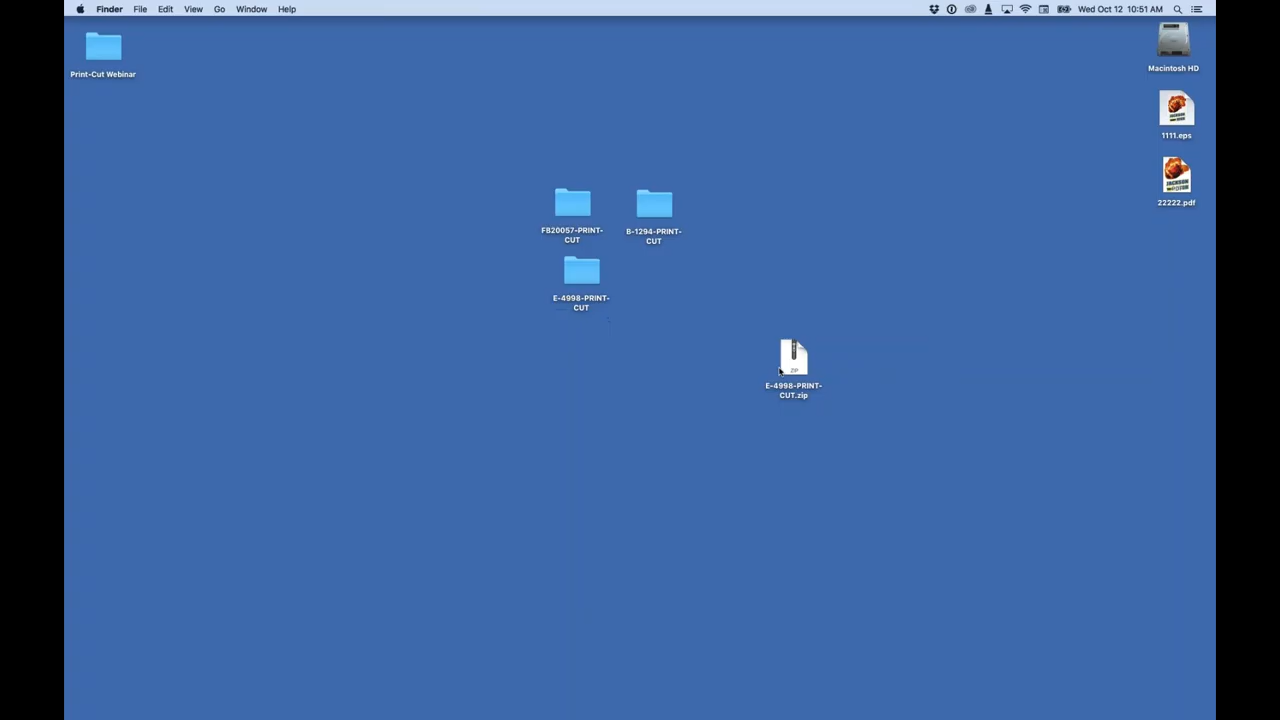 Finder File Edit View Go Window Help
Wed Oct 12 10:51 AM
Print-Cut Webinar
Macintosh HD
1111.eps
22222.pdf
FB20057-PRINT-
CUT
B-1294-PRINT-
CUT
E-4998-PRINT-
CUT
ZIP
E-4998-PRINT-
CUT.zip